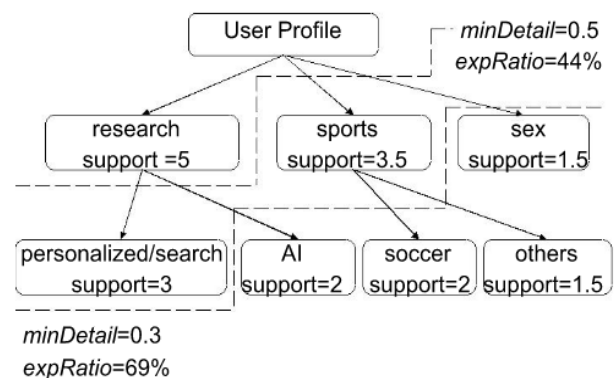 User Profile
minDetail=0.5
expRatio=44%
research
support =5
sports
support=3.5
sex
support=1.5
personalized/search
support=3
AI
support=2
soccer
support=2
others
support=1.5
minDetail=0.3
expRatio=69%